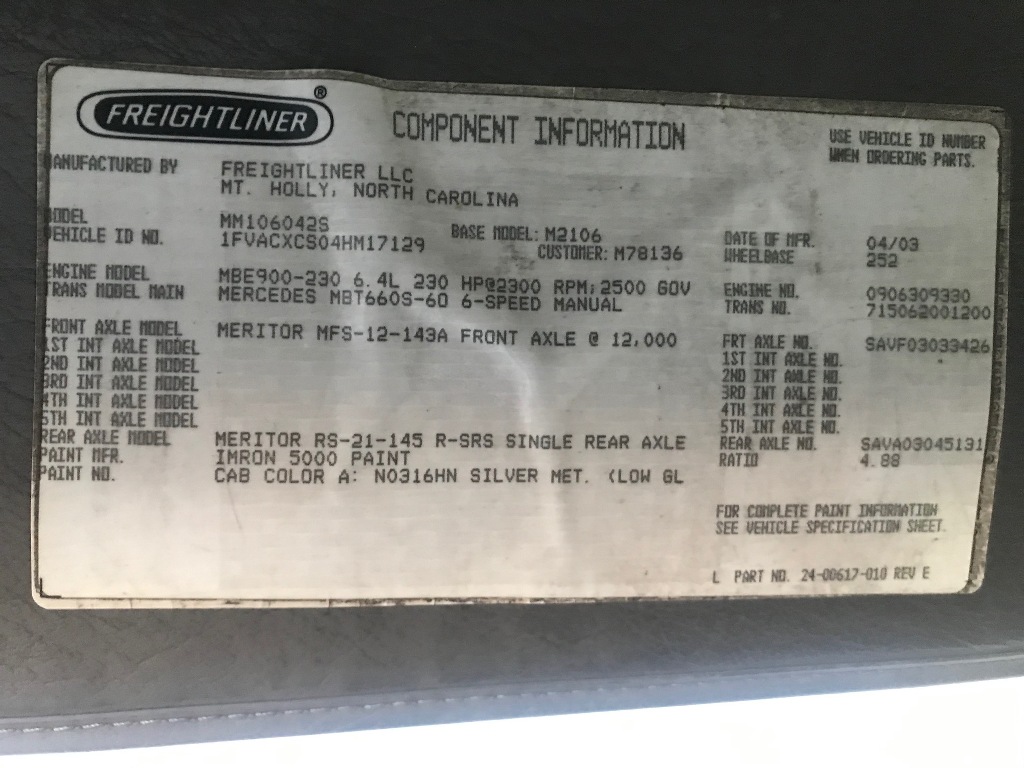 FREIGHTLINER ®
COMPONENT INFORMATION
USE VEHICLE ID NUMBER
WHEN ORDERING PARTS.
MANUFACTURED BY FREIGHTLINER LLC
MT. HOLLY, NORTH CAROLINA
MODEL MM106042S BASE MODEL: M2106 DATE OF MFR. 04/03
VEHICLE ID NO. 1FVACXCS04HM17129 CUSTOMER: M78136 WHEELBASE 252
ENGINE MODEL MBE900-230 6.4L 230 HP@2300 RPM; 2500 GOV ENGINE NO. 0906309330
TRANS MODEL MAIN MERCEDES MBT660S-60 6-SPEED MANUAL TRANS NO. 715062001200
FRONT AXLE MODEL MERITOR MFS-12-143A FRONT AXLE @ 12,000 FRT AXLE NO. SAVF03033426
1ST INT AXLE MODEL 1ST INT AXLE NO.
2ND INT AXLE MODEL 2ND INT AXLE NO.
3RD INT AXLE MODEL 3RD INT AXLE NO.
4TH INT AXLE MODEL 4TH INT AXLE NO.
5TH INT AXLE MODEL 5TH INT AXLE NO.
REAR AXLE MODEL MERITOR RS-21-145 R-SRS SINGLE REAR AXLE REAR AXLE NO. SAVA03045131
PAINT MFR. IMRON 5000 PAINT RATIO 4.88
PAINT NO. CAB COLOR A: N0316HN SILVER MET. (LOW GL
FOR COMPLETE PAINT INFORMATION
SEE VEHICLE SPECIFICATION SHEET.
L PART NO. 24-00617-010 REV E